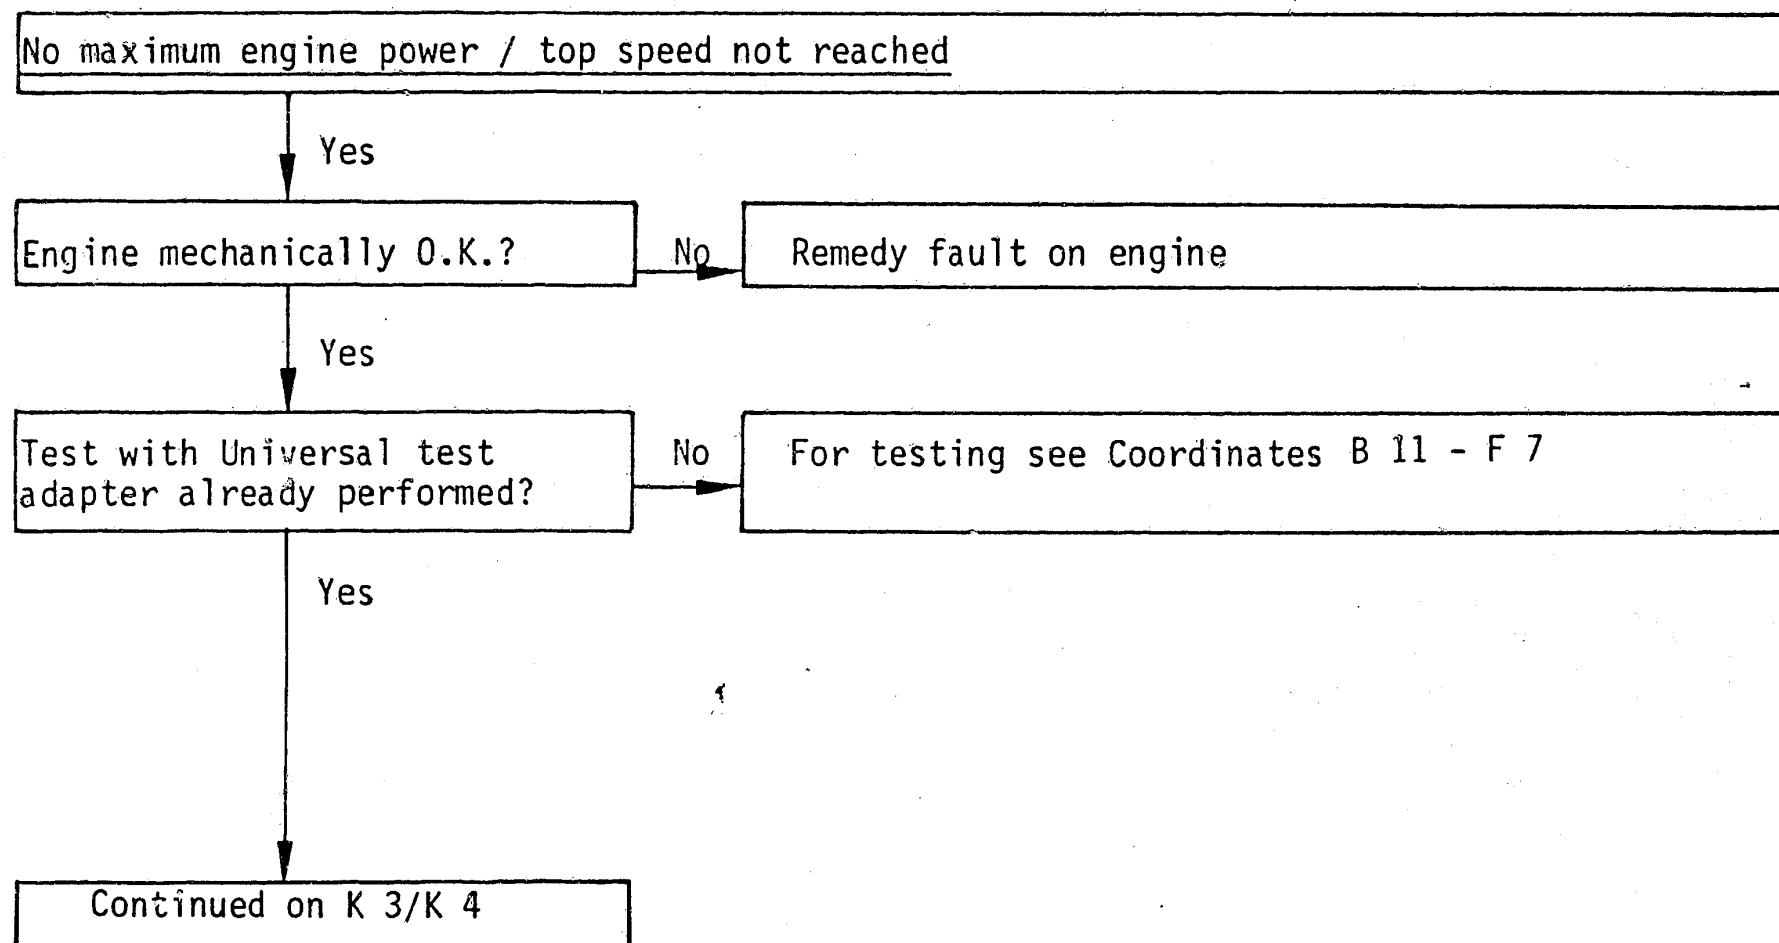 No maximum engine power / top speed not reached
Yes
Engine mechanically O.K.?
No
Remedy fault on engine
Yes
Test with Universal test
adapter already performed?
No
For testing see Coordinates B 11 - F 7
Yes
Continued on K 3/K 4